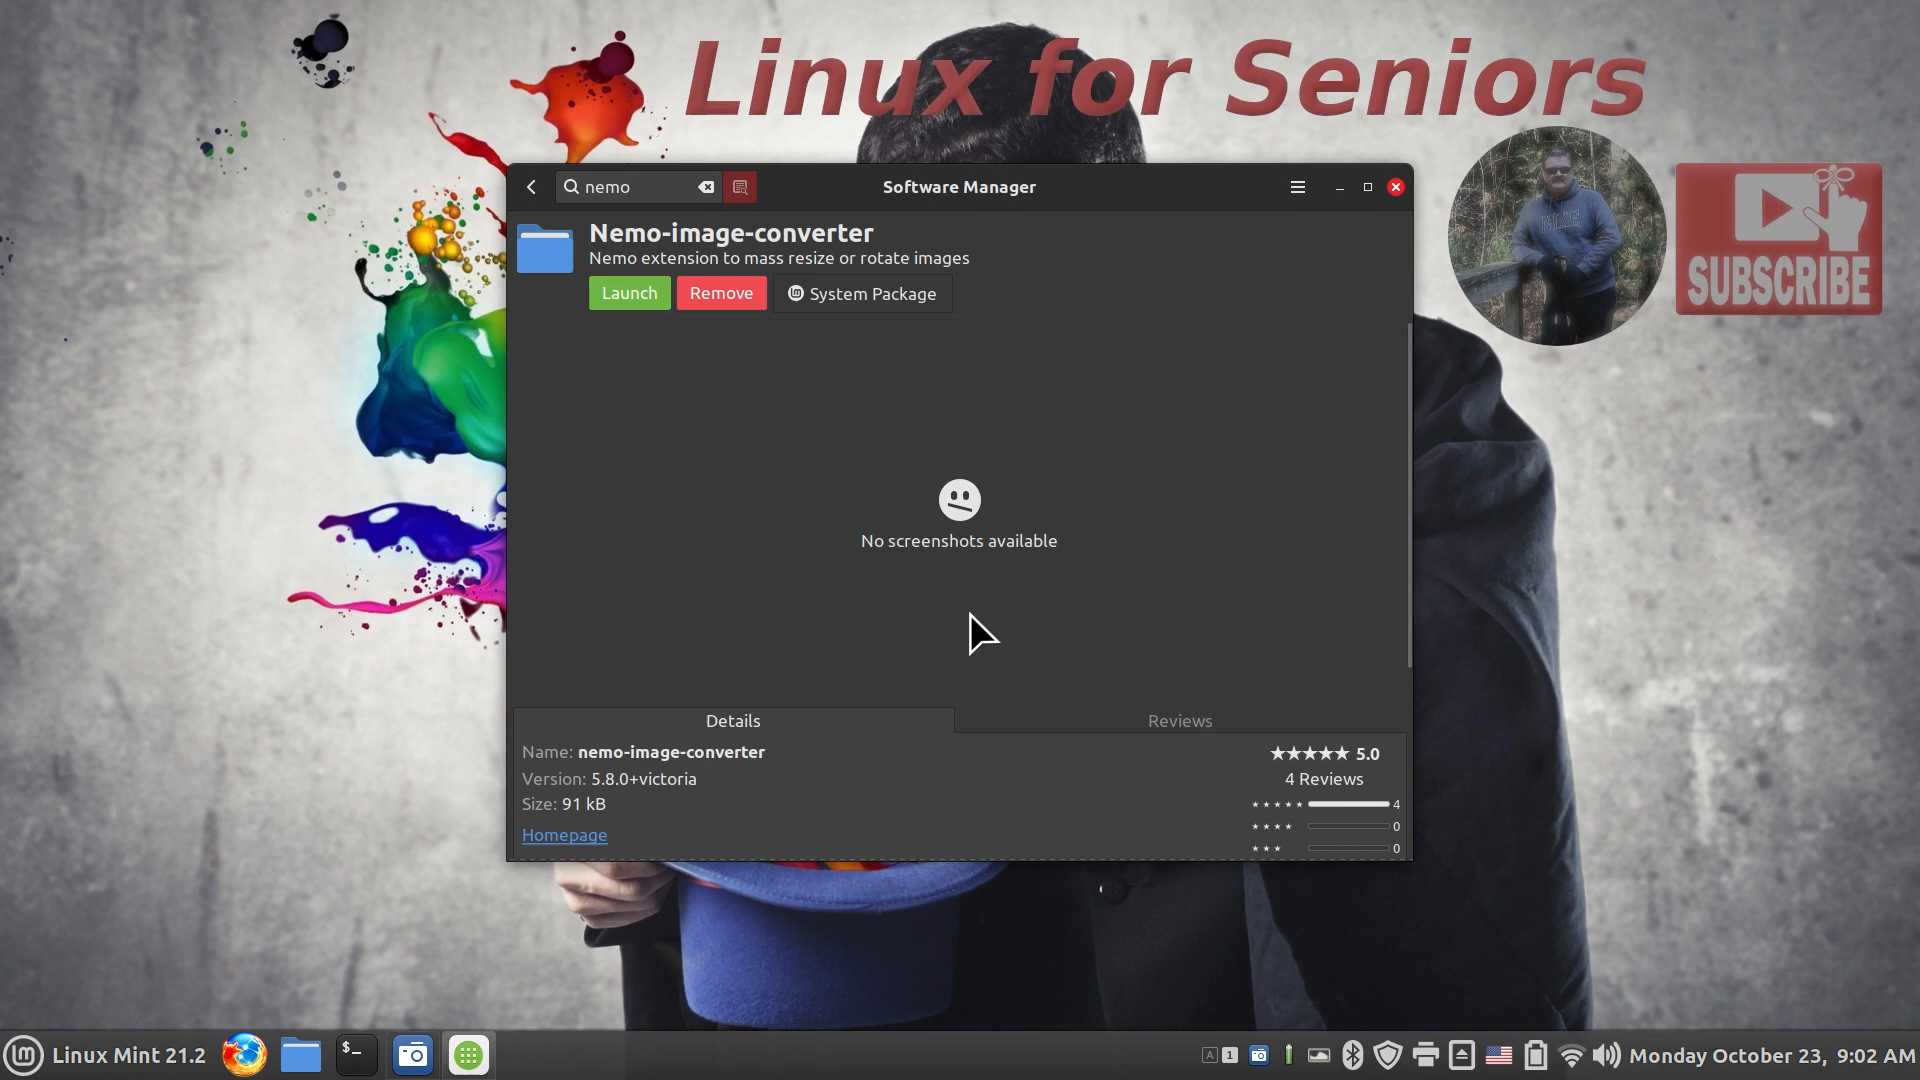 Linux for Seniors
SUBSCRIBE
nemo
Software Manager
Nemo-image-converter
Nemo extension to mass resize or rotate images
Launch
Remove
System Package
No screenshots available
Details
Reviews
Name: nemo-image-converter
Version: 5.8.0+victoria
Size: 91 kB
Homepage
5.0
4 Reviews
4
0
0
Linux Mint 21.2
$_
A
1
Monday October 23, 9:02 AM